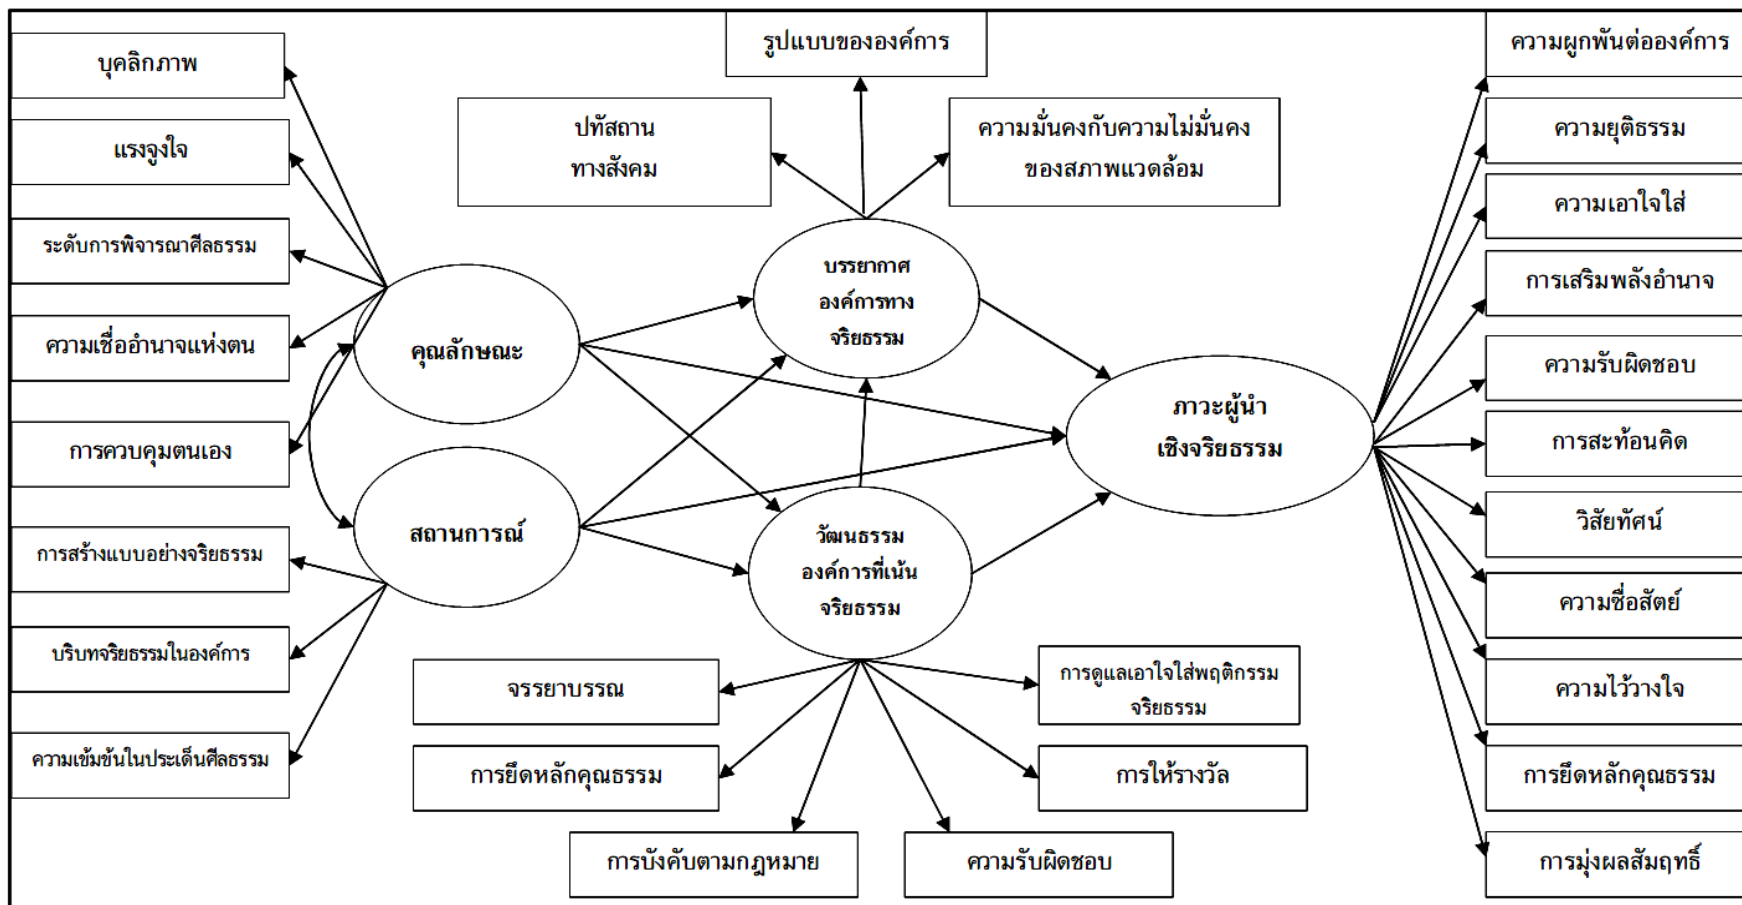 บุคลิกภาพ
แรงจูงใจ
ระดับการพิจารณาศีลธรรม
ความเชื่ออำนาจแห่งตน
การควบคุมตนเอง
การสร้างแบบอย่างจริยธรรม
บริบทจริยธรรมในองค์การ
ความเข้มข้นในประเด็นศีลธรรม
คุณลักษณะ
สถานการณ์
รูปแบบขององค์การ
ปทัสถาน
ทางสังคม
ความมั่นคงกับความไม่มั่นคง
ของสภาพแวดล้อม
บรรยากาศ
องค์การทาง
จริยธรรม
วัฒนธรรม
องค์การที่เน้น
จริยธรรม
จรรยาบรรณ
การยึดหลักคุณธรรม
การบังคับตามกฎหมาย
ความรับผิดชอบ
การให้รางวัล
การดูแลเอาใจใส่พฤติกรรม
จริยธรรม
ภาวะผู้นำ
เชิงจริยธรรม
ความผูกพันต่อองค์การ
ความยุติธรรม
ความเอาใจใส่
การเสริมพลังอำนาจ
ความรับผิดชอบ
การสะท้อนคิด
วิสัยทัศน์
ความซื่อสัตย์
ความไว้วางใจ
การยึดหลักคุณธรรม
การมุ่งผลสัมฤทธิ์